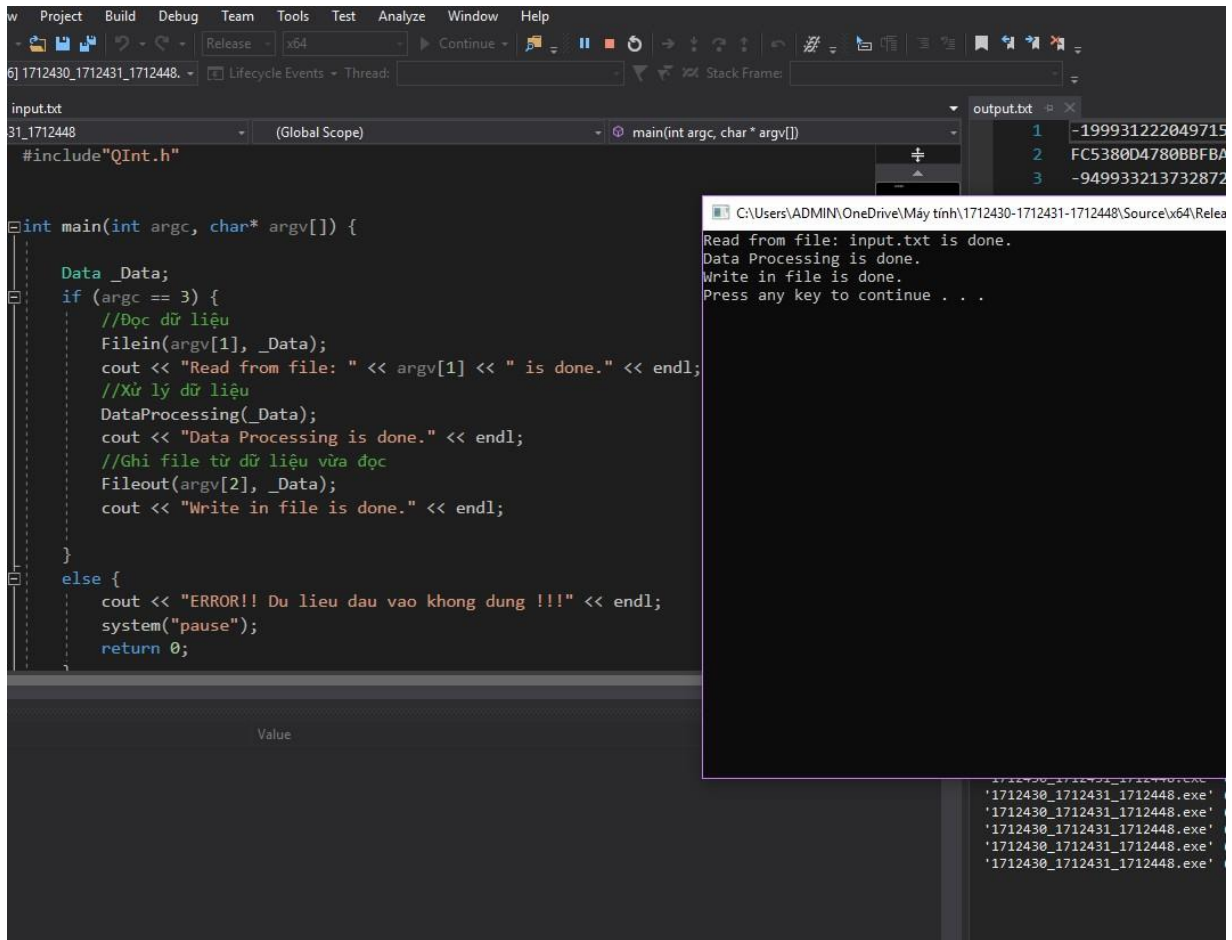 w Project Build Debug Team Tools Test Analyze Window Help
Release x64 Continue
6] 1712430_1712431_1712448. Lifecycle Events Thread: Stack Frame:
input.txt
31_1712448 (Global Scope) main(int argc, char * argv[])
#include"QInt.h"
int main(int argc, char* argv[]) {
Data _Data;
if (argc == 3) {
//Đọc dữ liệu
Filein(argv[1], _Data);
cout << "Read from file: " << argv[1] << " is done." << endl;
//Xử lý dữ liệu
DataProcessing(_Data);
cout << "Data Processing is done." << endl;
//Ghi file từ dữ liệu vừa đọc
Fileout(argv[2], _Data);
cout << "Write in file is done." << endl;
}
else {
cout << "ERROR!! Du lieu dau vao khong dung !!!" << endl;
system("pause");
return 0;
Value
output.txt
1 -199931222049715
2 FC5380D4780BBFBA
3 -949933213732872
C:\Users\ADMIN\OneDrive\Máy tính\1712430-1712431-1712448\Source\x64\Relea
Read from file: input.txt is done.
Data Processing is done.
Write in file is done.
Press any key to continue . . .
'1712430_1712431_1712448.exe'
'1712430_1712431_1712448.exe'
'1712430_1712431_1712448.exe'
'1712430_1712431_1712448.exe'
'1712430_1712431_1712448.exe'